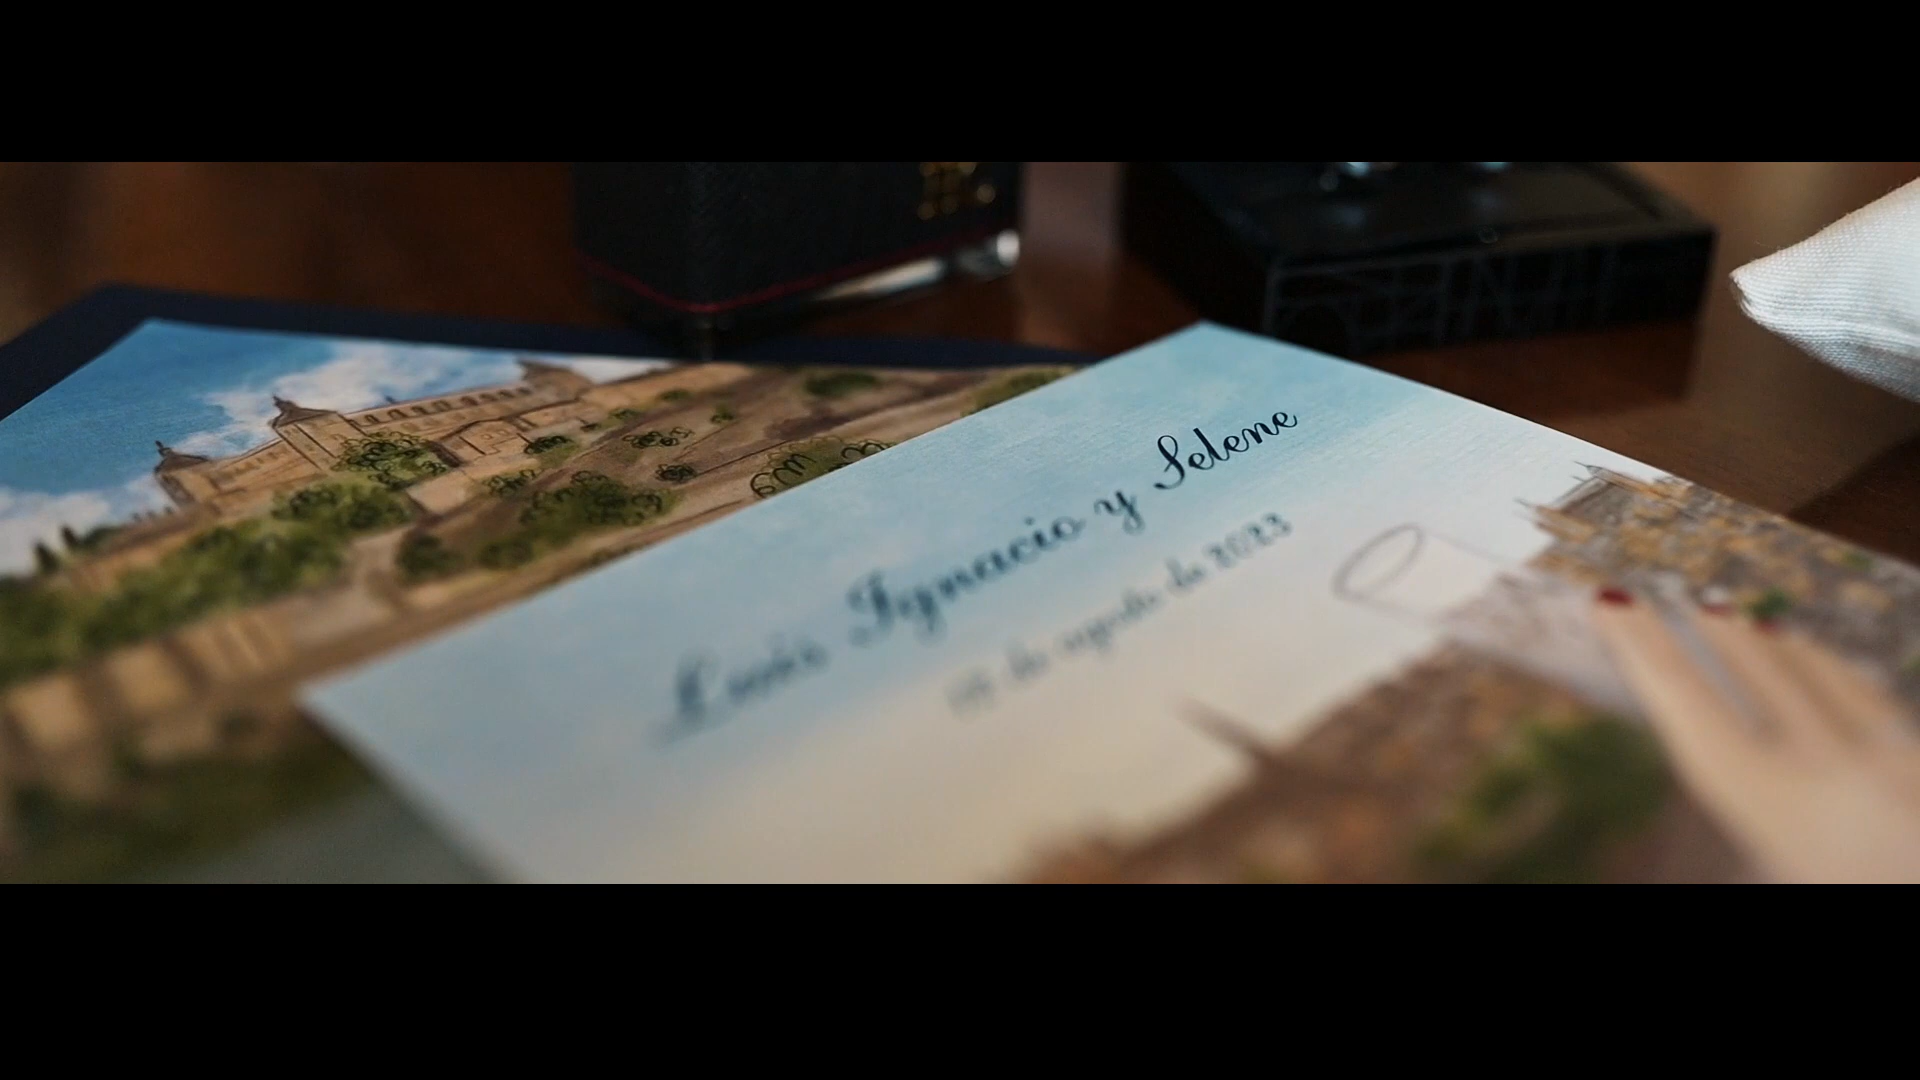 Luis Ignacio y Selene
de agosto de 2023